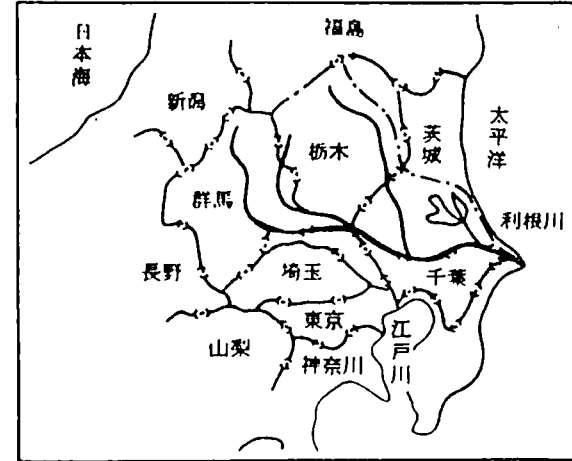 日本海
福島
新潟
栃木
茨城
太平洋
群馬
利根川
長野
埼玉
千葉
東京
山梨
神奈川
江戸川